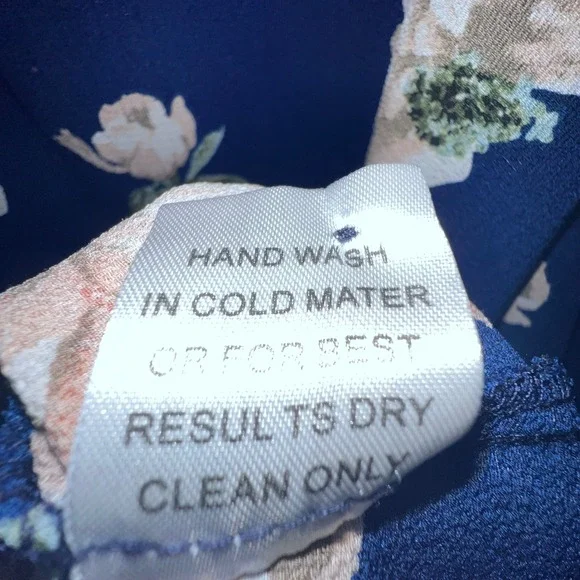 HAND WASH
IN COLD MATER
OR FOR BEST
RESUL TS DRY
CLEAN ONLY